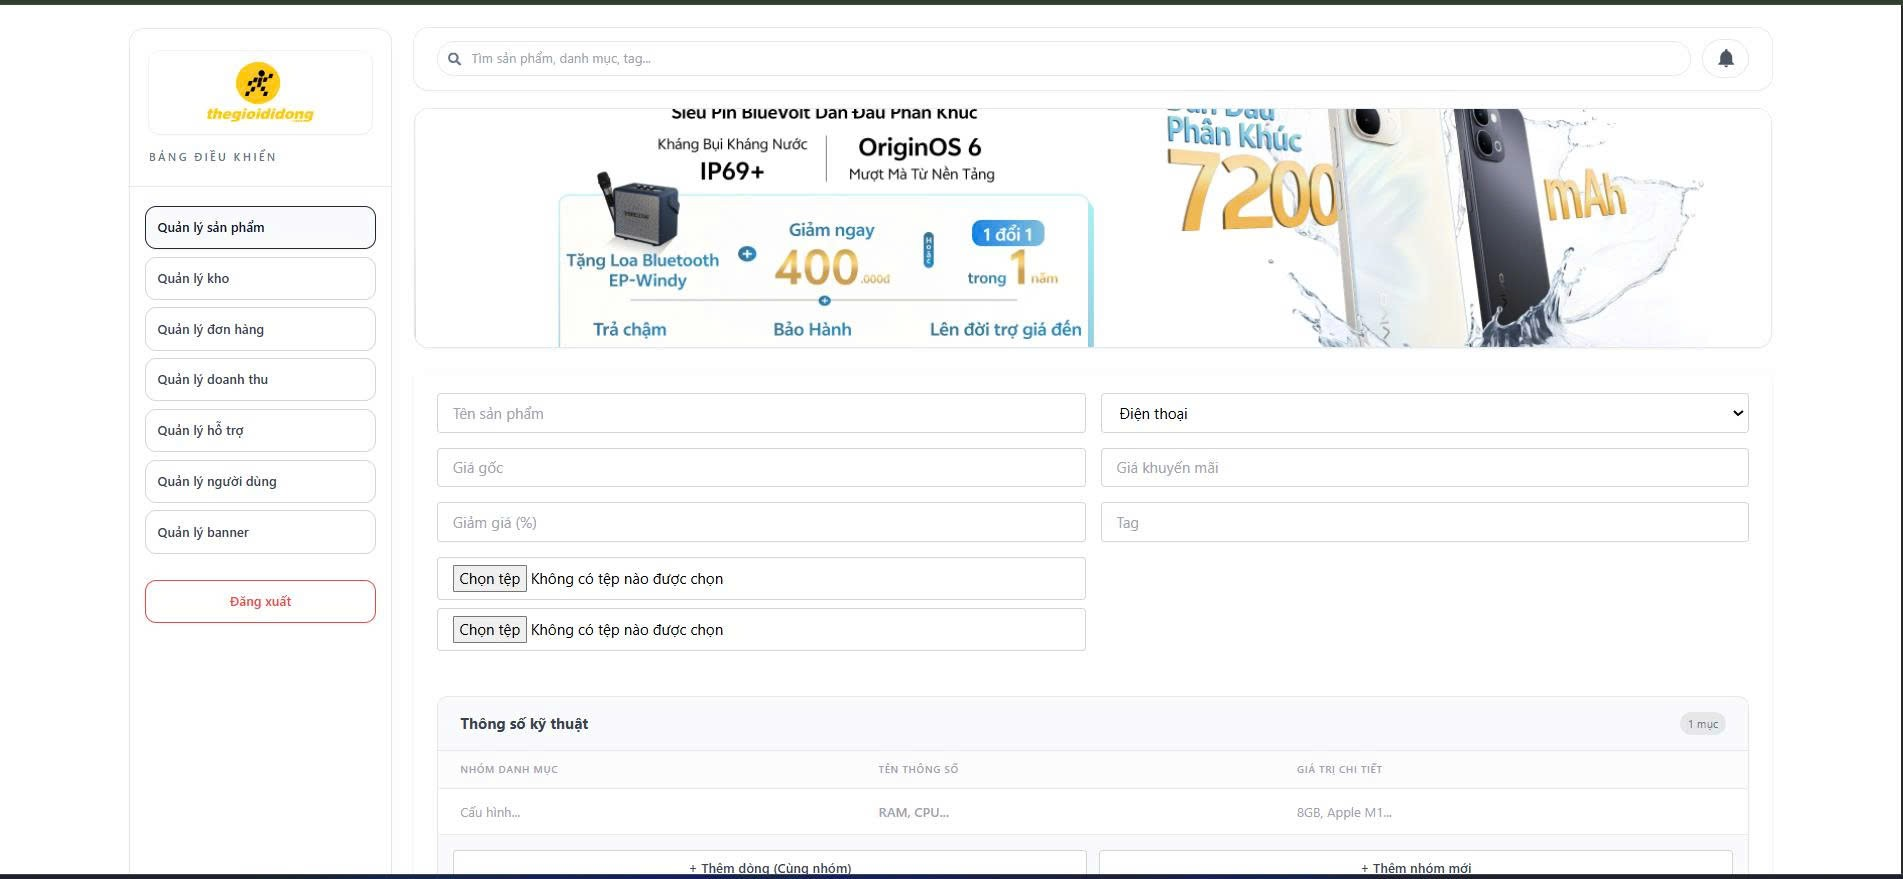 thegioididong
BẢNG ĐIỀU KHIỂN
Quản lý sản phẩm
Quản lý kho
Quản lý đơn hàng
Quản lý doanh thu
Quản lý hỗ trợ
Quản lý người dùng
Quản lý banner
Đăng xuất
Tìm sản phẩm, danh mục, tag...
Siêu Pin BlueVolt Dẫn Đầu Phân Khúc
Kháng Bụi Kháng Nước
IP69+
OriginOS 6
Mượt Mà Từ Nền Tảng
Tặng Loa Bluetooth
EP-Windy
Giảm ngay
400.000đ
Hoặc
1 đổi 1
trong 1 năm
Trả chậm
Bảo Hành
Lên đời trợ giá đến
Dẫn Đầu
Phân Khúc
7200
mAh
vivo
vivo
Tên sản phẩm
Điện thoại
Giá gốc
Giá khuyến mãi
Giảm giá (%)
Tag
Chọn tệp Không có tệp nào được chọn
Chọn tệp Không có tệp nào được chọn
Thông số kỹ thuật
1 mục
NHÓM DANH MỤC
TÊN THÔNG SỐ
GIÁ TRỊ CHI TIẾT
Cấu hình...
RAM, CPU...
8GB, Apple M1...
+ Thêm dòng (Cùng nhóm)
+ Thêm nhóm mới